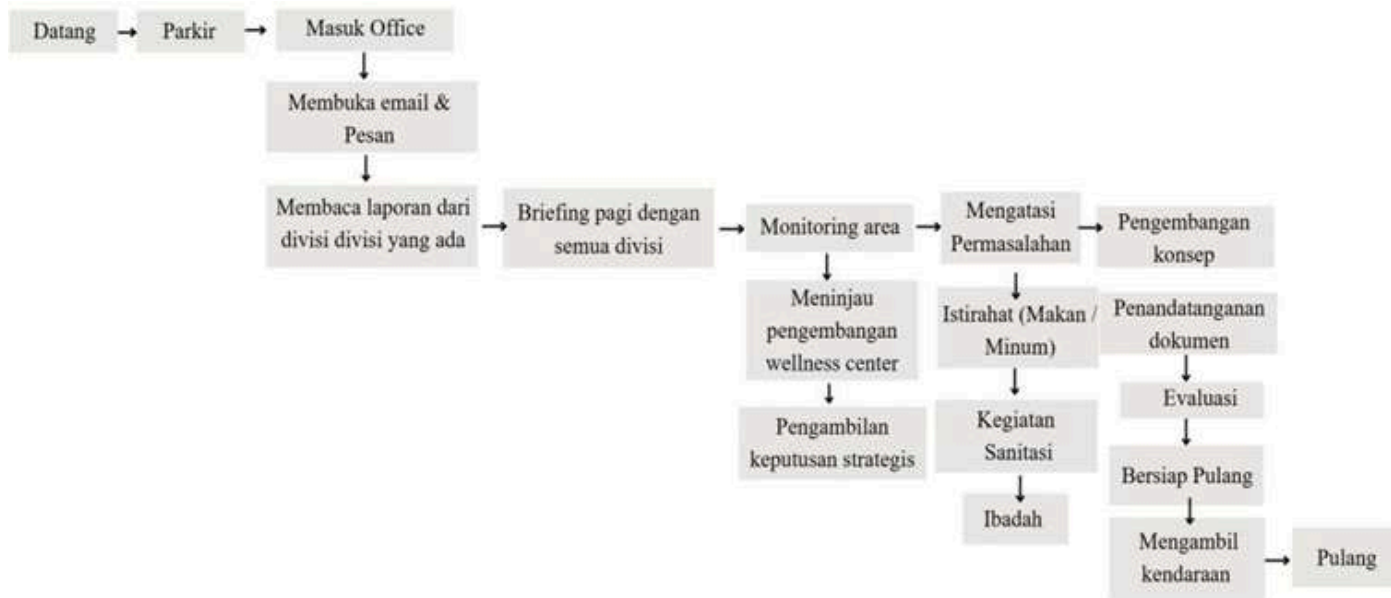 Datang
Parkir
Masuk Office
Membuka email &
Pesan
Membaca laporan dari
divisi divisi yang ada
Briefing pagi dengan
semua divisi
Monitoring area
Mengatasi
Permasalahan
Pengembangan
konsep
Meninjau
pengembangan
wellness center
Pengambilan
keputusan strategis
Istirahat (Makan /
Minum)
Kegiatan
Sanitasi
Ibadah
Penandatanganan
dokumen
Evaluasi
Bersiap Pulang
Mengambil
kendaraan
Pulang